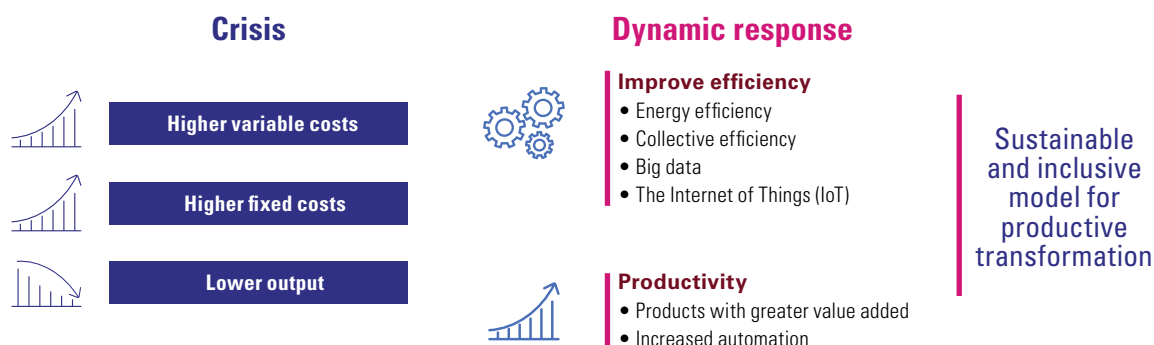 Crisis
Higher variable costs
Higher fixed costs
Lower output
Dynamic response
Improve efficiency
• Energy efficiency
• Collective efficiency
• Big data
• The Internet of Things (IoT)
Productivity
• Products with greater value added
• Increased automation
Sustainable
and inclusive
model for
productive
transformation